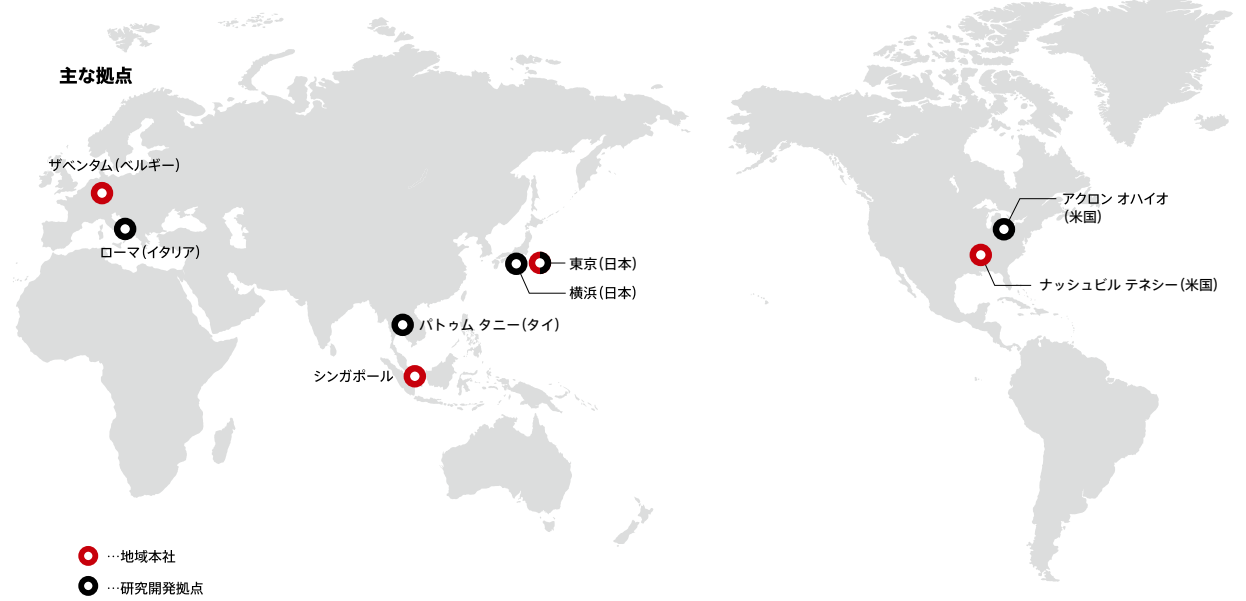 主な拠点
ザベンタム(ベルギー)
ローマ(イタリア)
東京(日本)
横浜(日本)
パトゥム タニー(タイ)
シンガポール
アクロン オハイオ
(米国)
ナッシュビル テネシー(米国)
…地域本社
…研究開発拠点